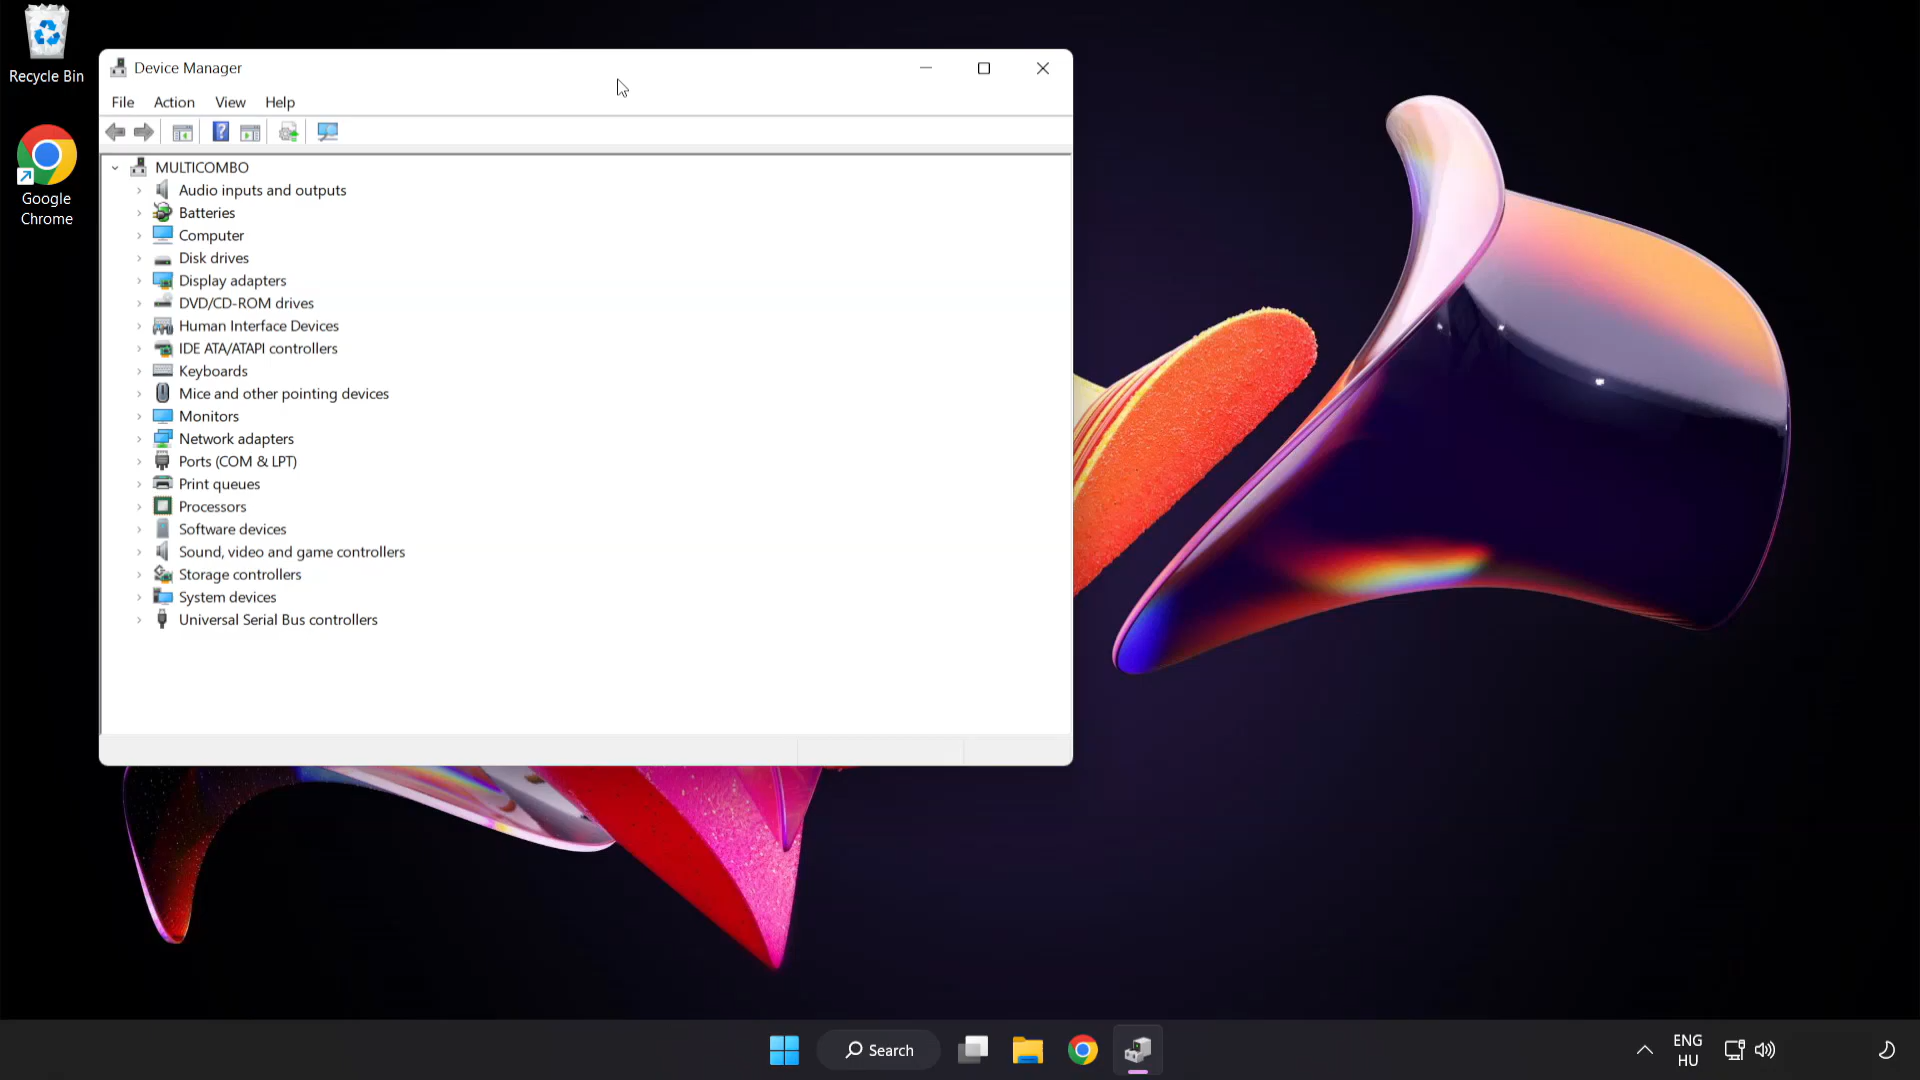 Recycle Bin
Google
Chrome
Device Manager
File Action View Help
MULTICOMBO
Audio inputs and outputs
Batteries
Computer
Disk drives
Display adapters
DVD/CD-ROM drives
Human Interface Devices
IDE ATA/ATAPI controllers
Keyboards
Mice and other pointing devices
Monitors
Network adapters
Ports (COM & LPT)
Print queues
Processors
Software devices
Sound, video and game controllers
Storage controllers
System devices
Universal Serial Bus controllers
Search
ENG
HU